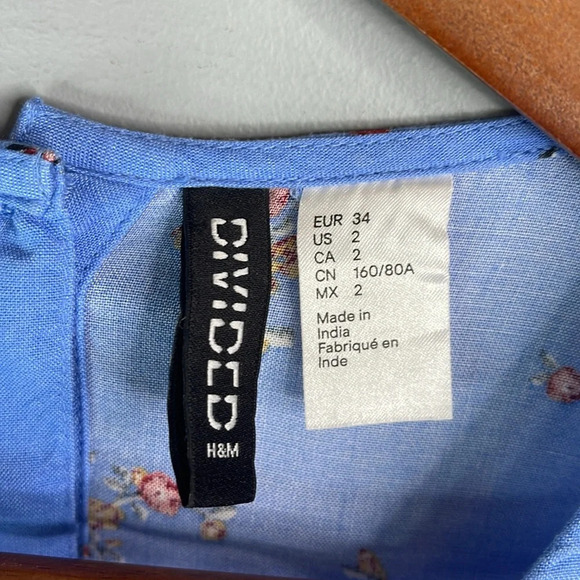 DIVIDED
H&M
EUR 34
US 2
CA 2
CN 160/80A
MX 2
Made in
India
Fabriqué en
Inde